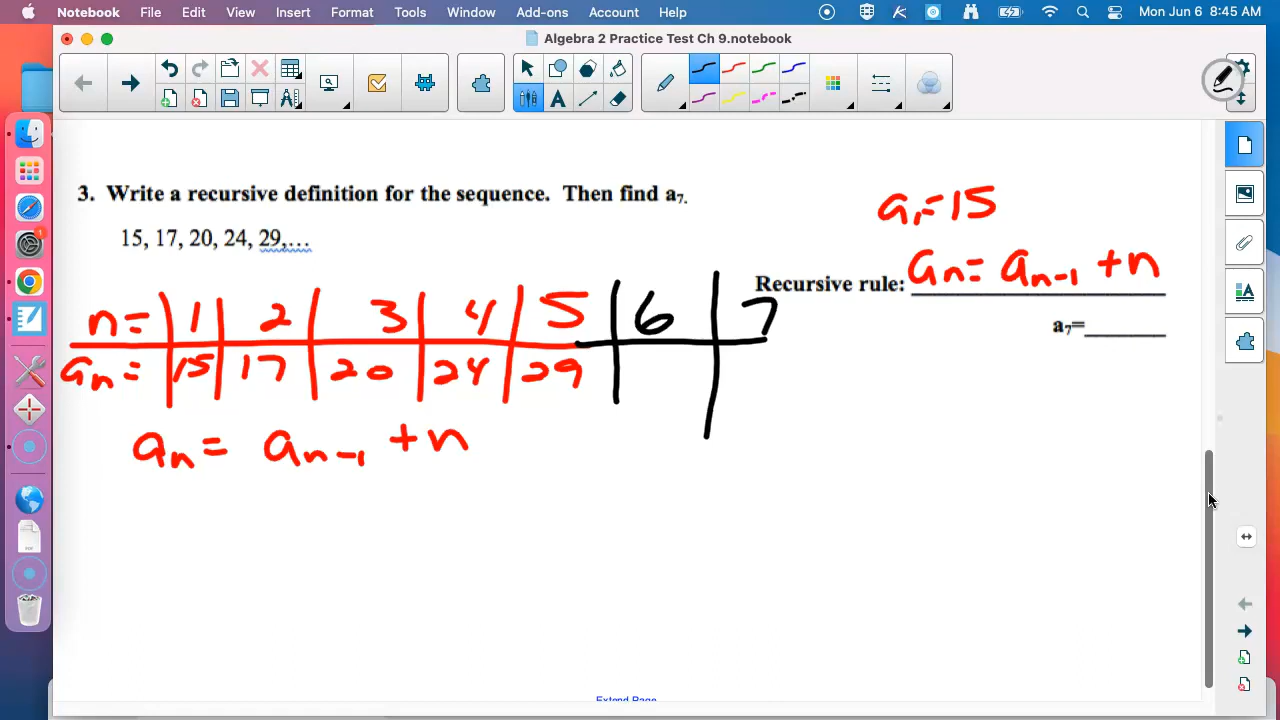 Notebook File Edit View Insert Format Tools Window Add-ons Account Help Mon Jun 6 8:45 AM
Algebra 2 Practice Test Ch 9.notebook
3. Write a recursive definition for the sequence. Then find a₇.
a₁=15
15, 17, 20, 24, 29,...
Recursive rule: aₙ= aₙ₋₁ +n
n= 1 2 3 4 5 6 7
a₇=______
aₙ= 15 17 20 24 29
aₙ= aₙ₋₁ +n
Extend Page